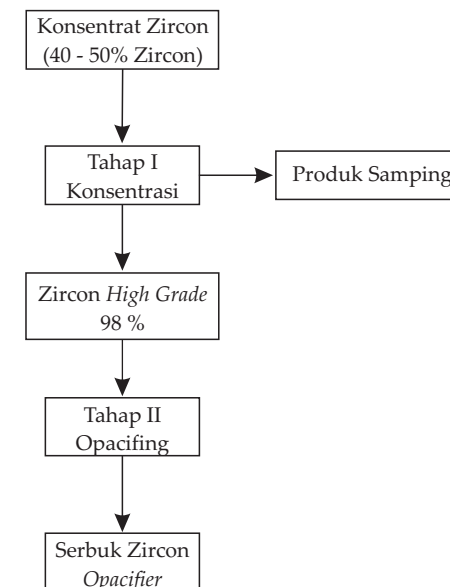 Konsentrat Zircon
(40 - 50% Zircon)
Tahap I
Konsentrasi
Produk Samping
Zircon High Grade
98 %
Tahap II
Opacifing
Serbuk Zircon
Opacifier